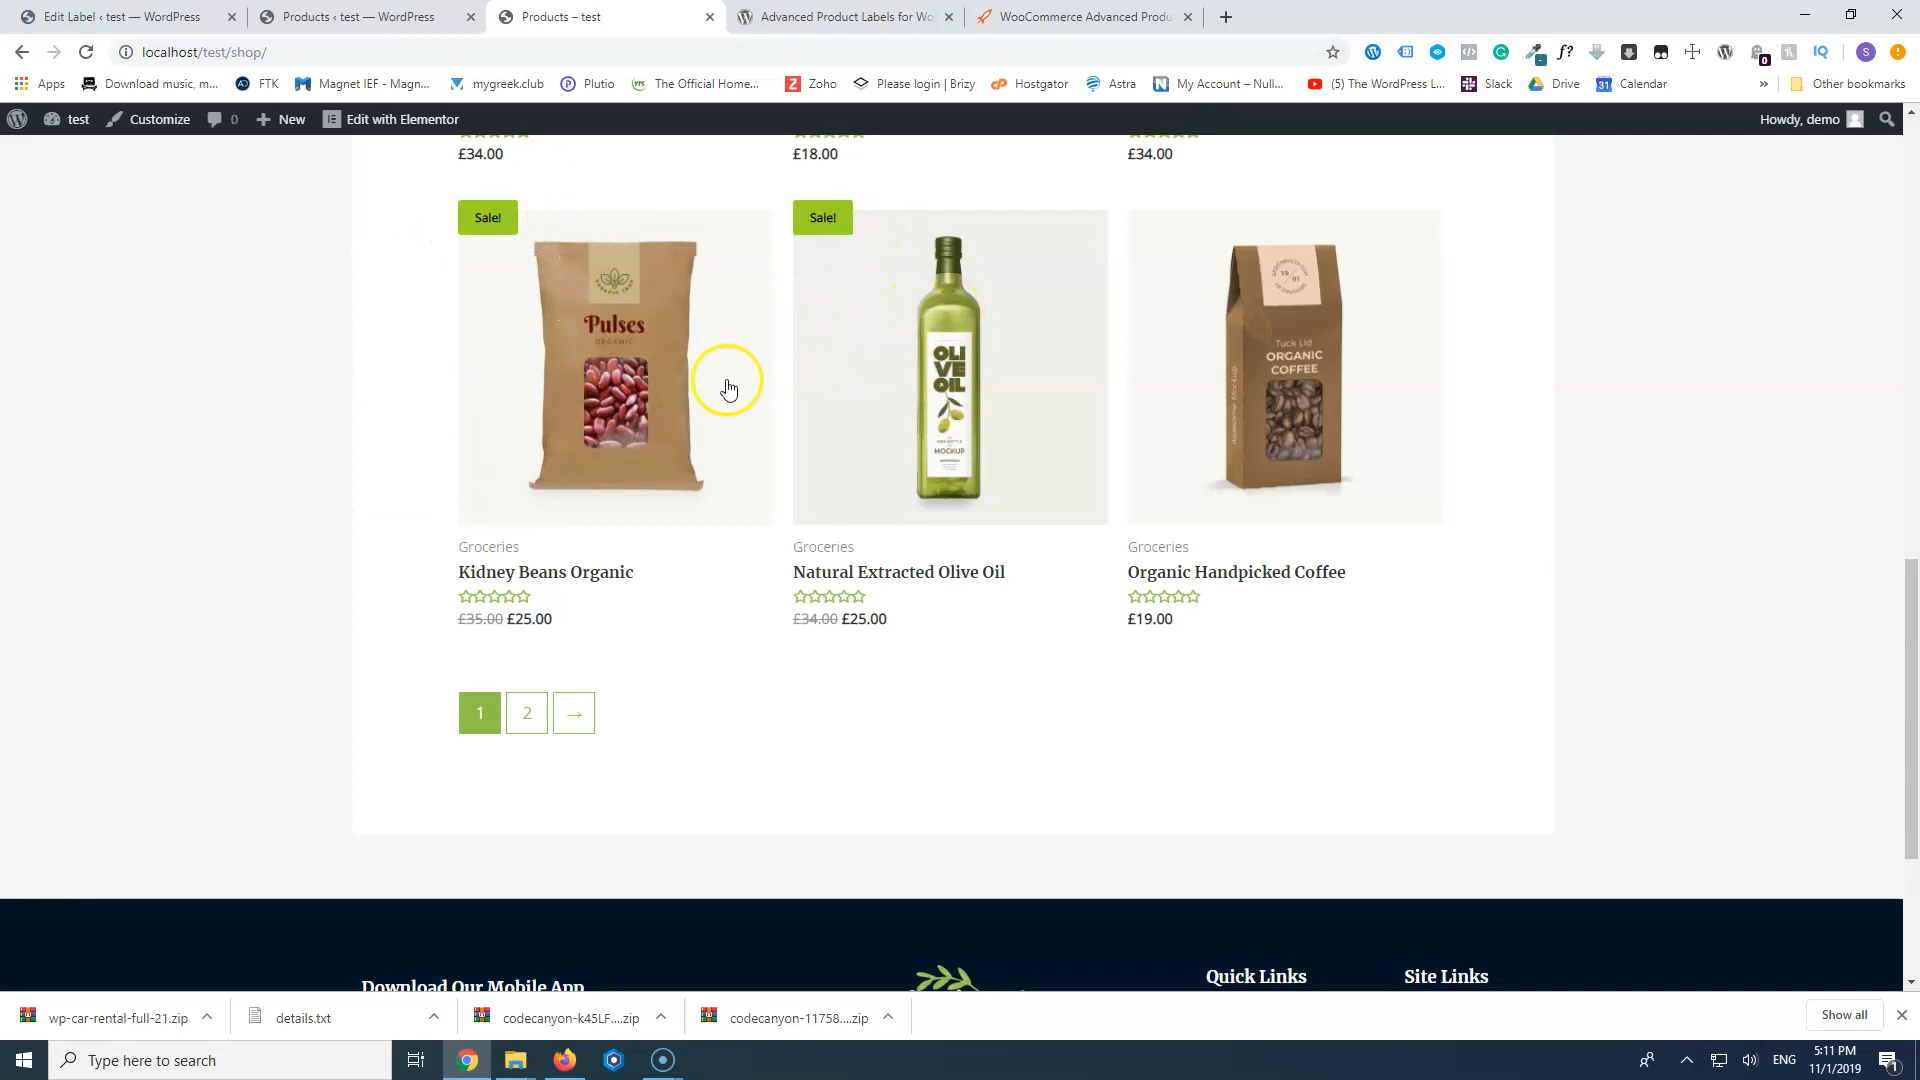 Edit Label ‹ test — WordPress
Products ‹ test — WordPress
Products – test
Advanced Product Labels for Wo
WooCommerce Advanced Produ
localhost/test/shop/
Apps
Download music, m...
FTK
Magnet IEF - Magn...
mygreek.club
Plutio
The Official Home...
Zoho
Please login | Brizy
Hostgator
Astra
My Account – Null...
(5) The WordPress L...
Slack
Drive
Calendar
Other bookmarks
test
Customize
0
New
Edit with Elementor
Howdy, demo
£34.00
£18.00
£34.00
Sale!
Sale!
Pulses
ORGANIC
OLI
VE
OIL
MOCKUP
Tuck Lid
ORGANIC
COFFEE
Groceries
Kidney Beans Organic
£35.00 £25.00
Groceries
Natural Extracted Olive Oil
£34.00 £25.00
Groceries
Organic Handpicked Coffee
£19.00
1
2
→
Download Our Mobile App
Quick Links
Site Links
wp-car-rental-full-21.zip
details.txt
codecanyon-k45LF....zip
codecanyon-11758....zip
Show all
Type here to search
ENG
5:11 PM
11/1/2019